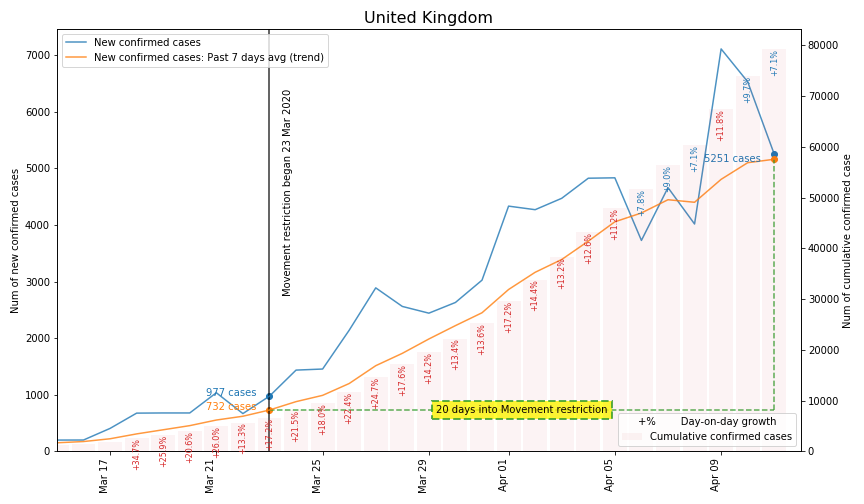 United Kingdom
New confirmed cases
New confirmed cases: Past 7 days avg (trend)
Num of new confirmed cases
7000
6000
5000
4000
3000
2000
1000
0
Num of cumulative confirmed case
80000
70000
60000
50000
40000
30000
20000
10000
0
Movement restriction began 23 Mar 2020
977 cases
732 cases
5251 cases
20 days into Movement restriction
+34.7%
+25.9%
+20.6%
+26.0%
+13.3%
+17.2%
+21.5%
+18.0%
+22.4%
+24.7%
+17.6%
+14.2%
+13.4%
+13.6%
+17.2%
+14.4%
+13.2%
+12.6%
+11.2%
+7.8%
+9.0%
+7.1%
+11.8%
+9.7%
+7.1%
+% Day-on-day growth
Cumulative confirmed cases
Mar 17
Mar 21
Mar 25
Mar 29
Apr 01
Apr 05
Apr 09